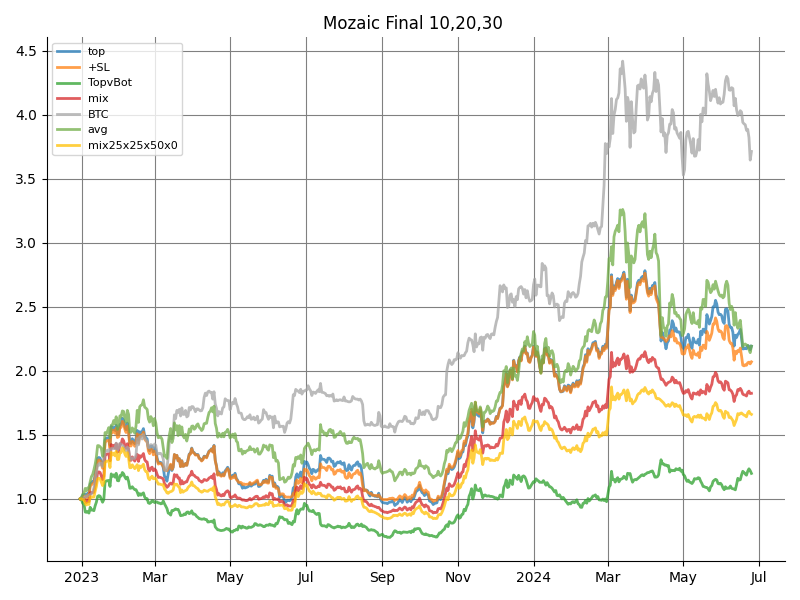 Mozaic Final 10,20,30
top
+SL
TopvBot
mix
BTC
avg
mix25x25x50x0
4.5
4.0
3.5
3.0
2.5
2.0
1.5
1.0
2023 Mar May Jul Sep Nov 2024 Mar May Jul